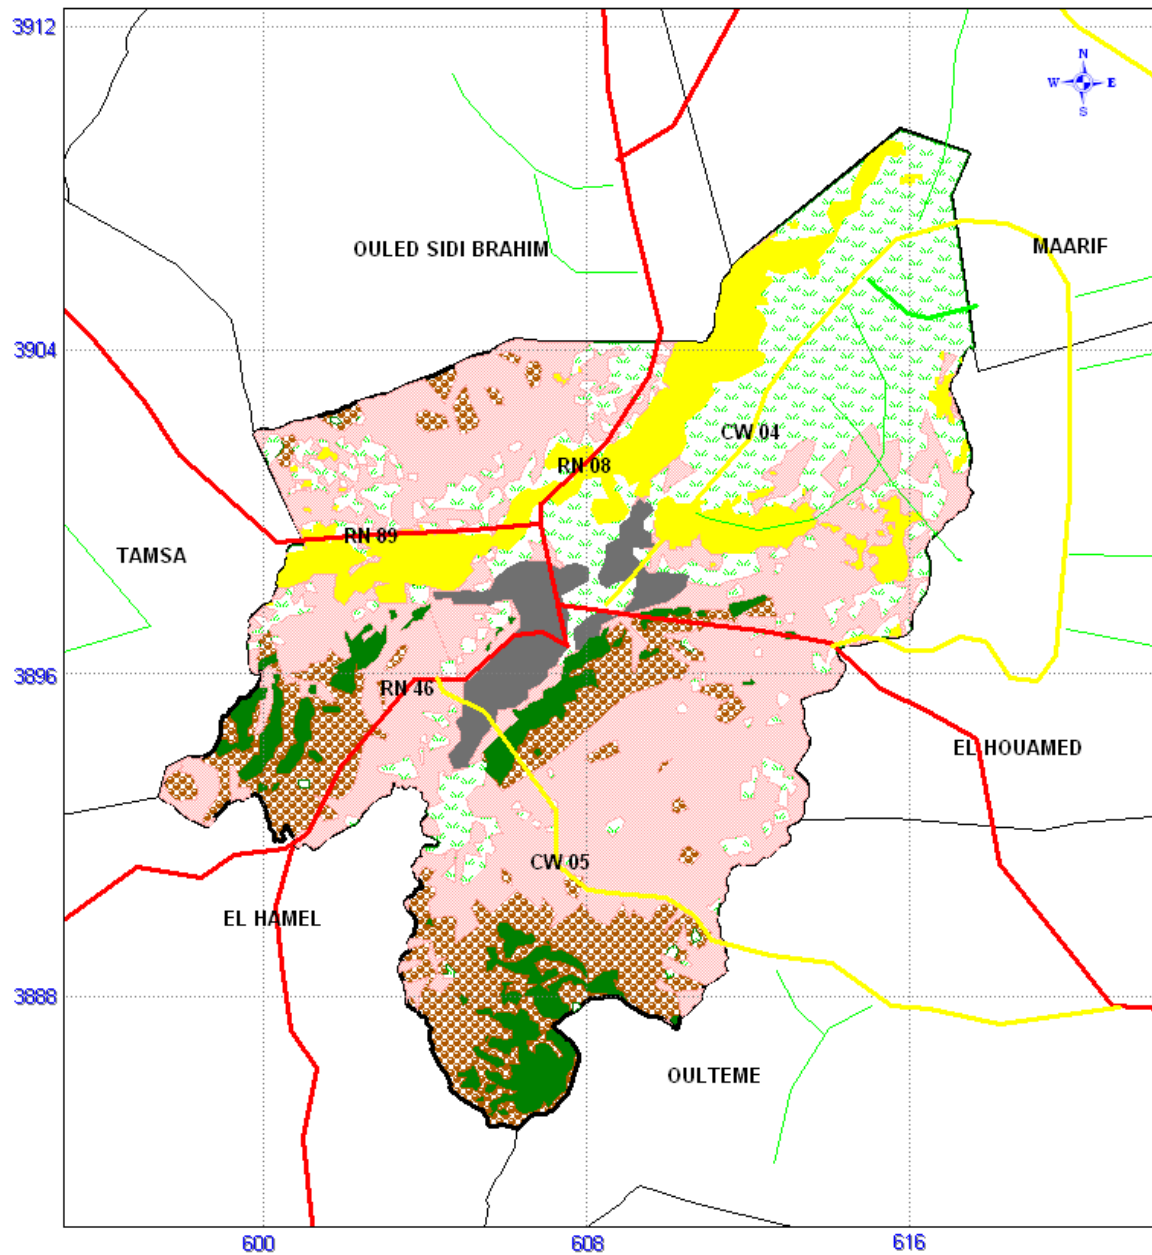 3912
N
W E
S
OULED SIDI BRAHIM
MAARIF
3904
CW 04
RN 08
RN 89
TAMSA
3896
RN 46
EL HOUAMED
CW 05
EL HAMEL
3888
OULTEME
600
608
616